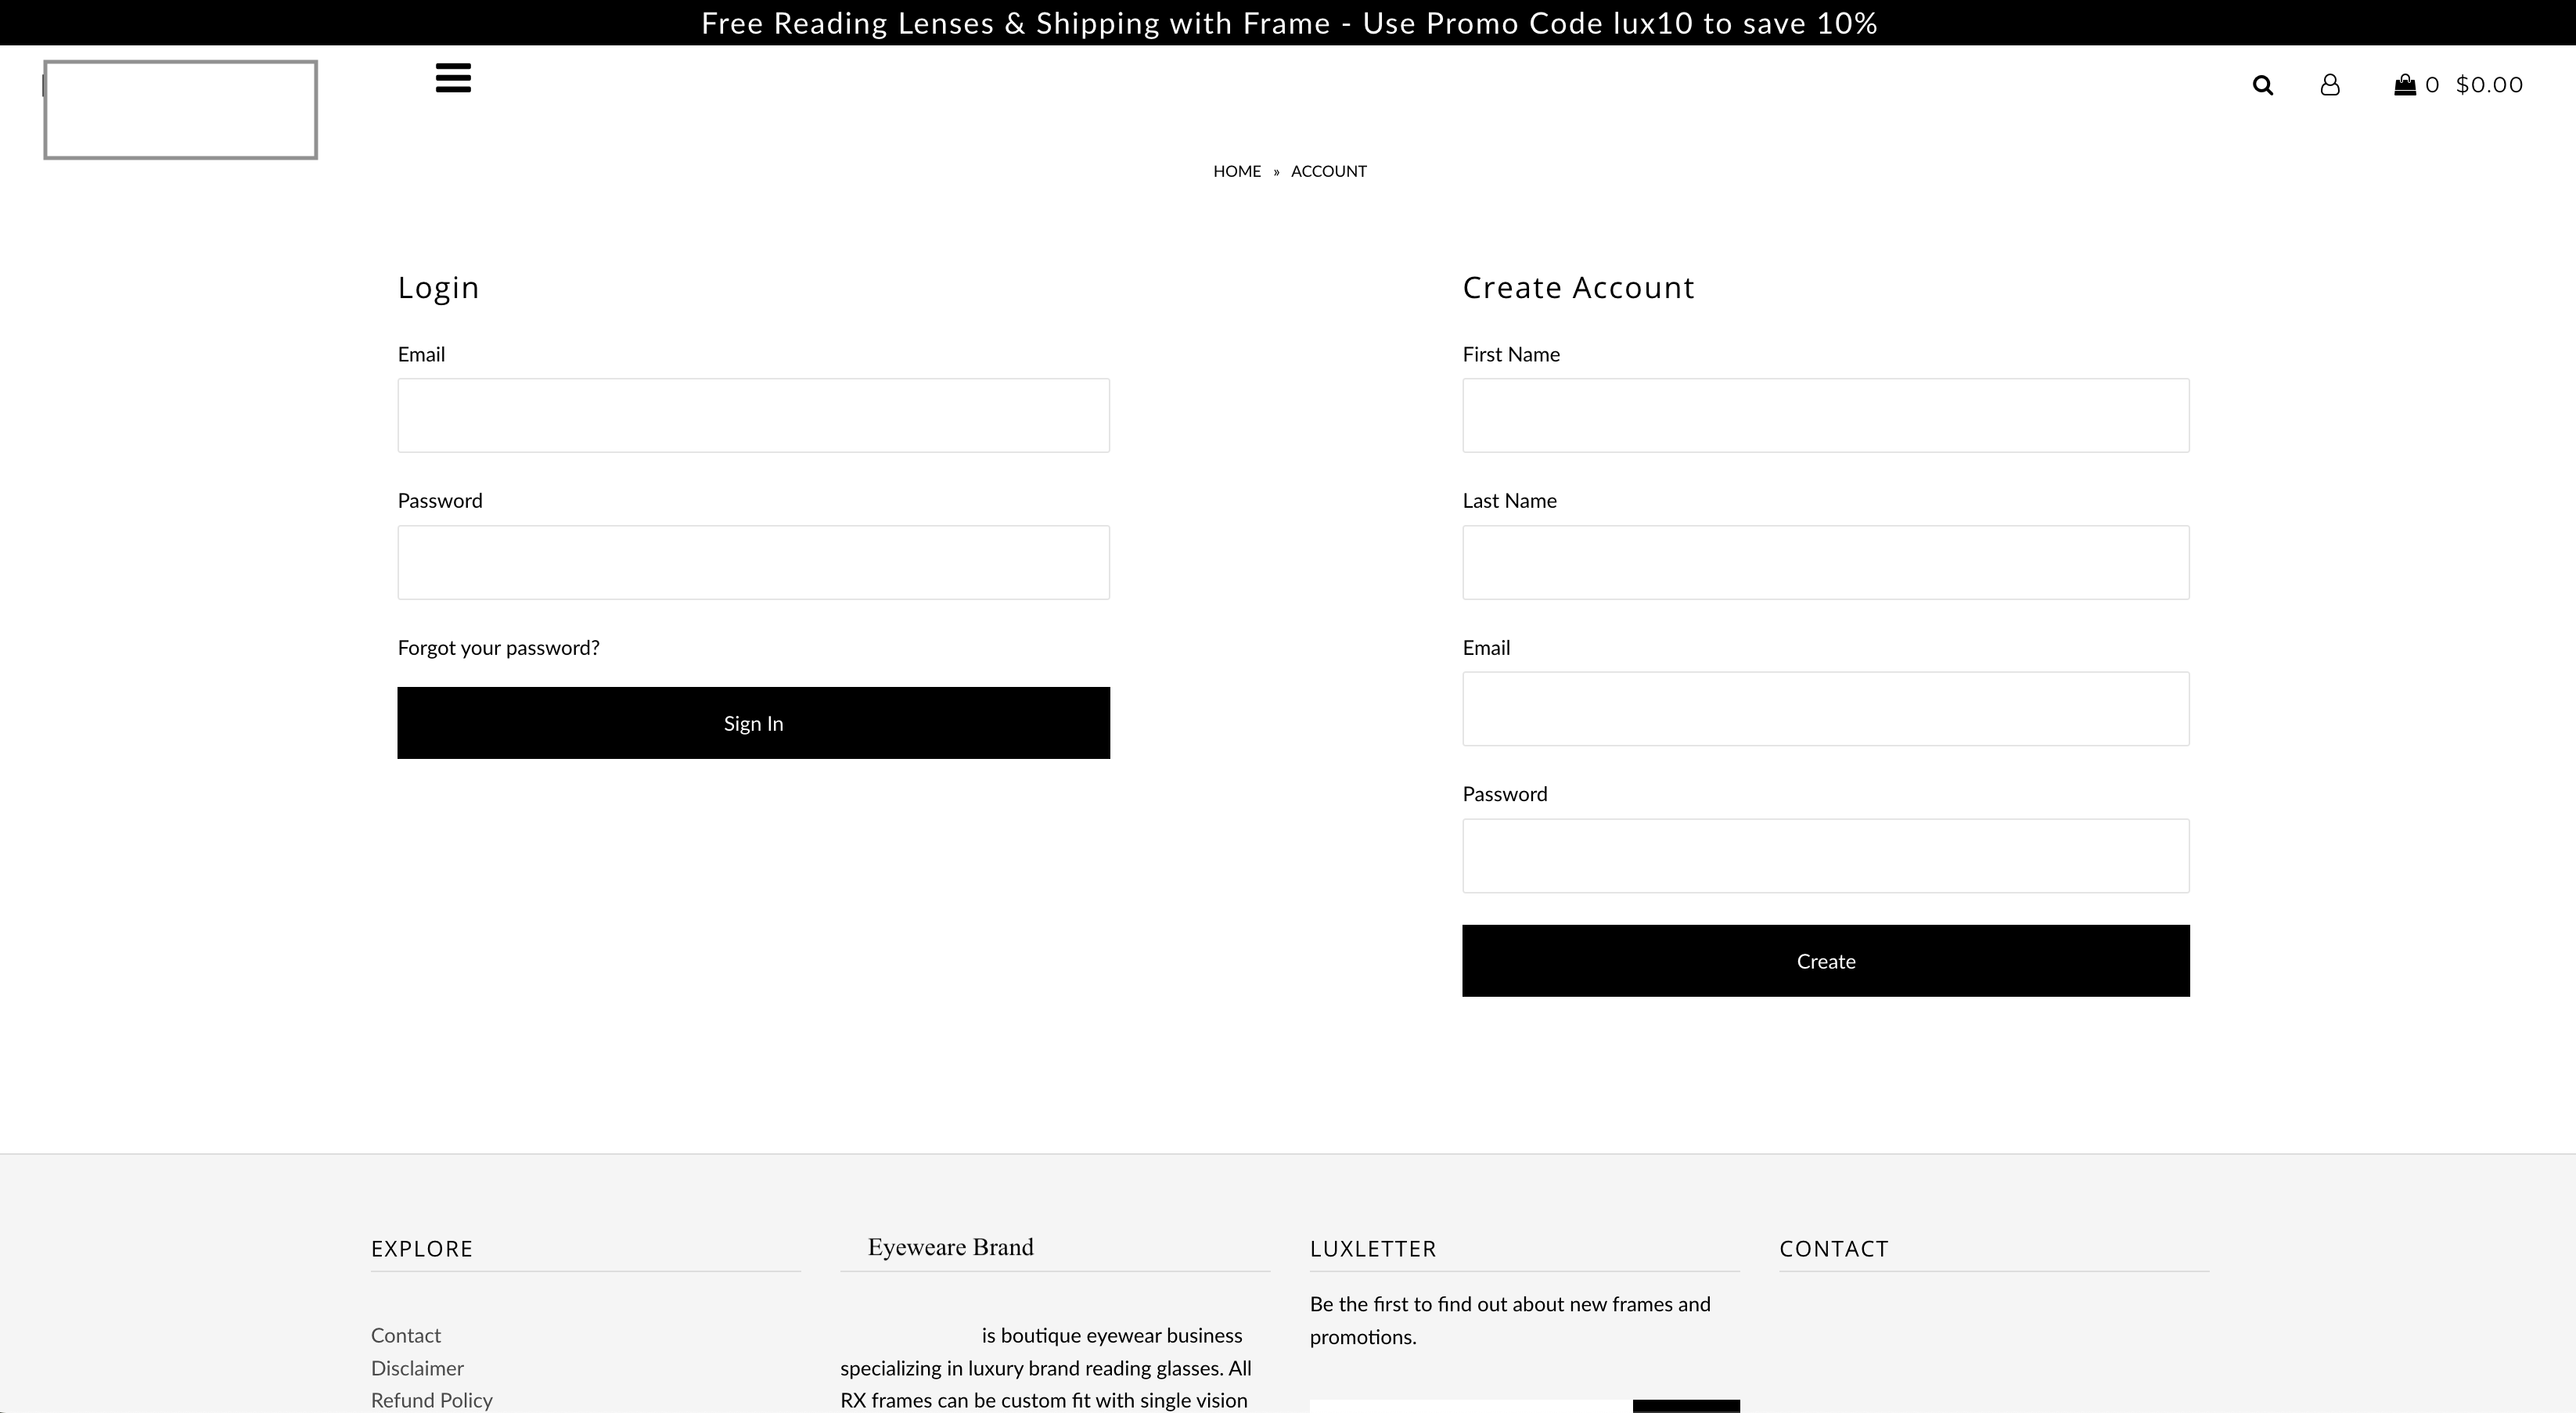 Free Reading Lenses & Shipping with Frame - Use Promo Code lux10 to save 10%
0 $0.00
HOME » ACCOUNT
Login
Email
Password
Forgot your password?
Sign In
Create Account
First Name
Last Name
Email
Password
Create
EXPLORE
Contact
Disclaimer
Refund Policy
Eyeweare Brand
is boutique eyewear business
specializing in luxury brand reading glasses. All
RX frames can be custom fit with single vision
LUXLETTER
Be the first to find out about new frames and
promotions.
CONTACT